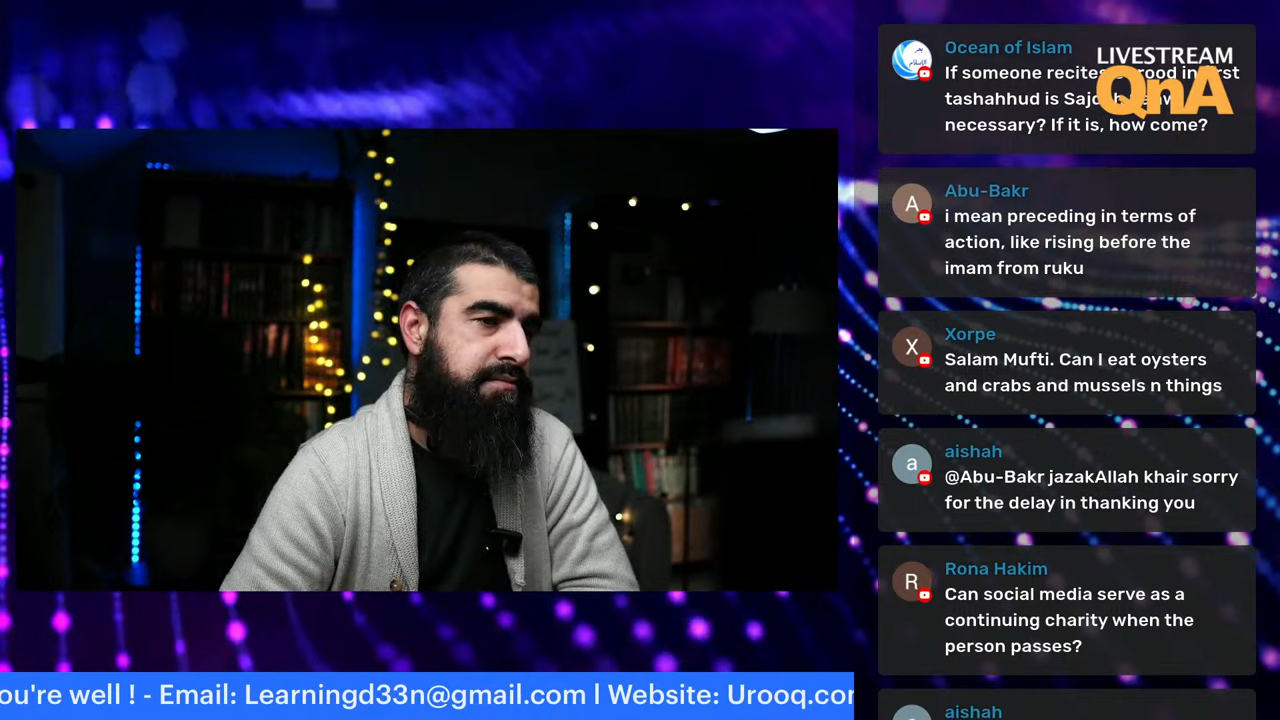 Ocean of Islam
LIVESTREAM
QnA
If someone recites
tashahhud is
necessary? If it is, how come?
A
Abu-Bakr
i mean preceding in terms of
action, like rising before the
imam from ruku
X
Xorpe
Salam Mufti. Can I eat oysters
and crabs and mussels n things
a
aishah
@Abu-Bakr jazakAllah khair sorry
for the delay in thanking you
R
Rona Hakim
Can social media serve as a
continuing charity when the
person passes?
aishah
ou're well ! - Email: Learningd33n@gmail.com l Website: Urooq.co